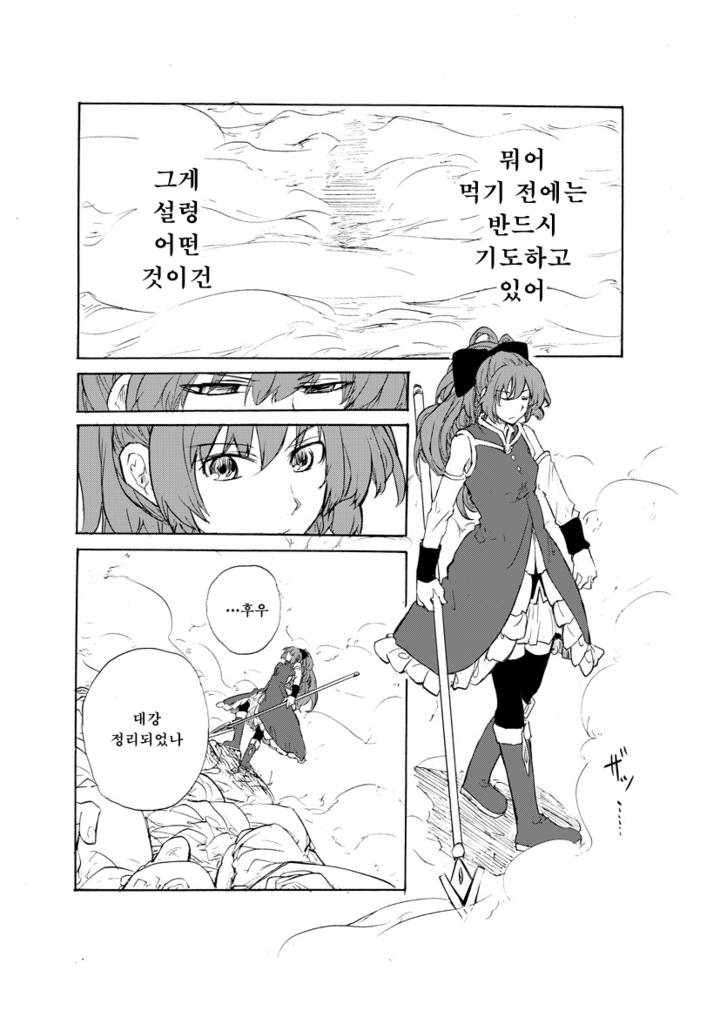 뭐어
먹기 전에는
반드시
기도하고
있어
그게
설령
어떤
것이건
…후우
대강
정리되었나
ザッ……